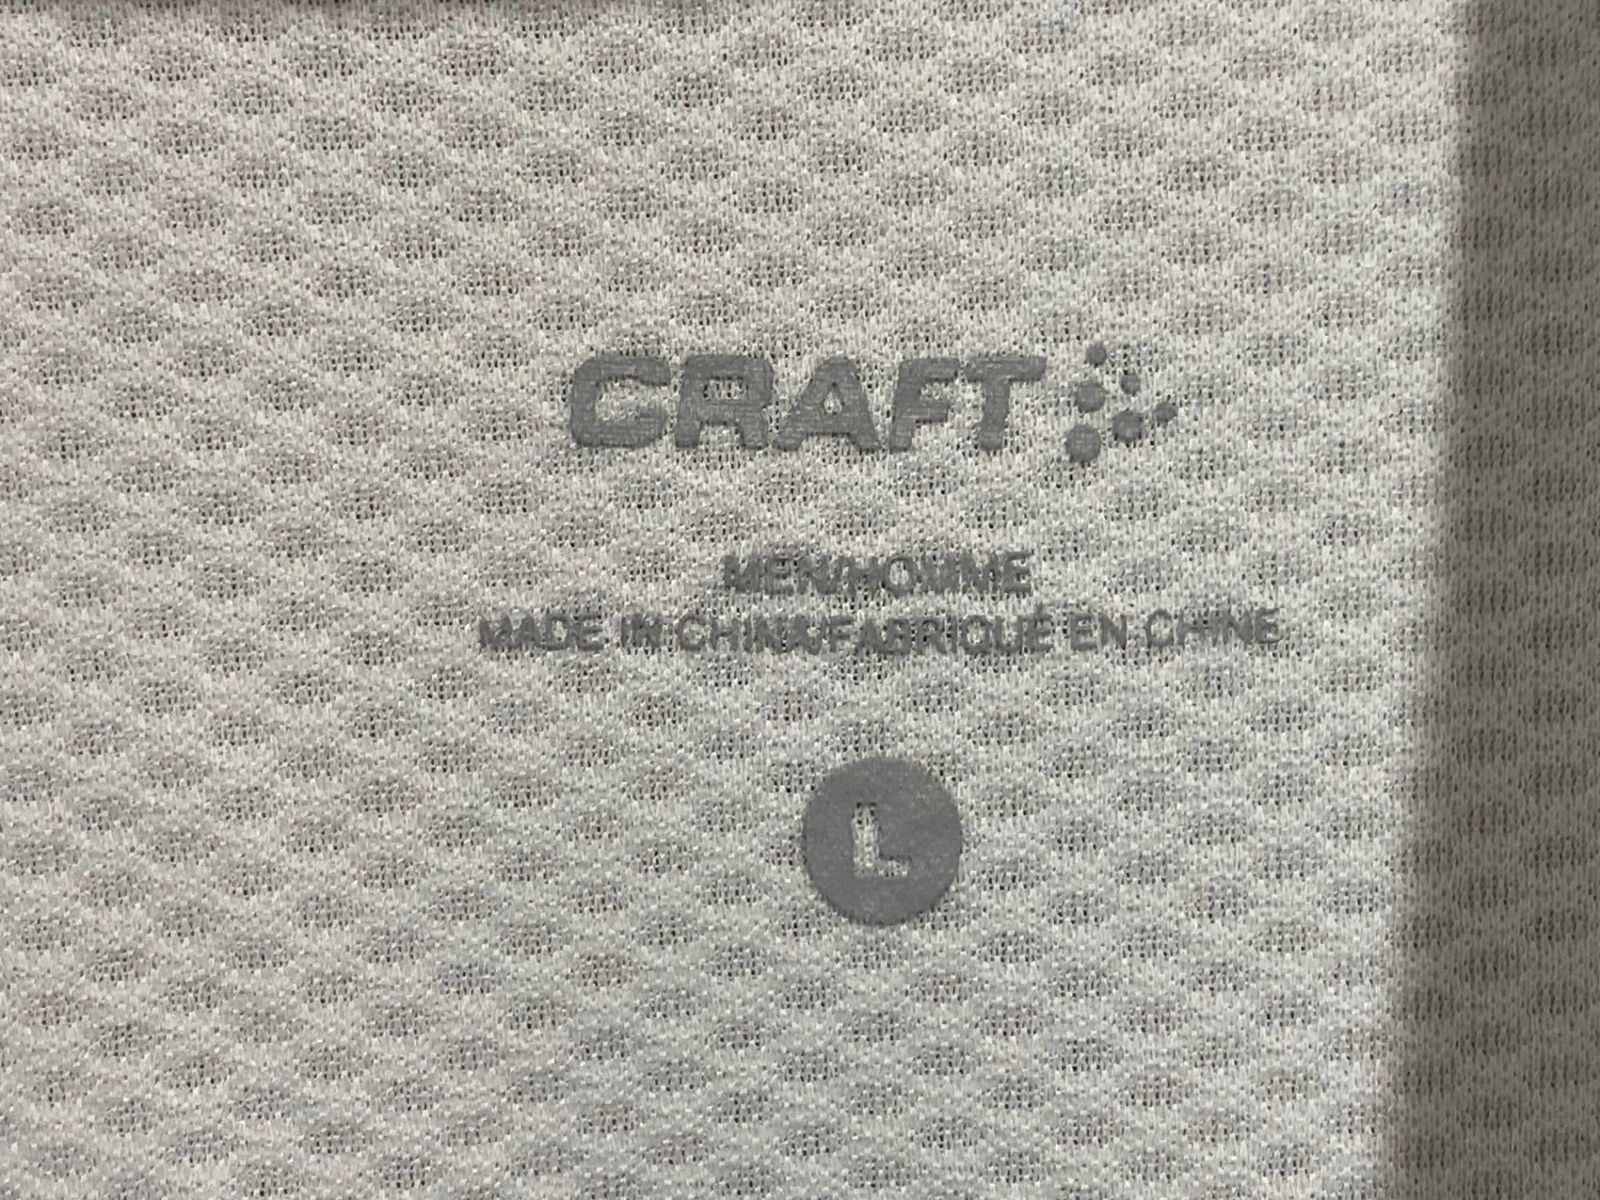 CRAFT
MEN/HOMME
MADE IN CHINA/FABRIQUÉ EN CHINE
L